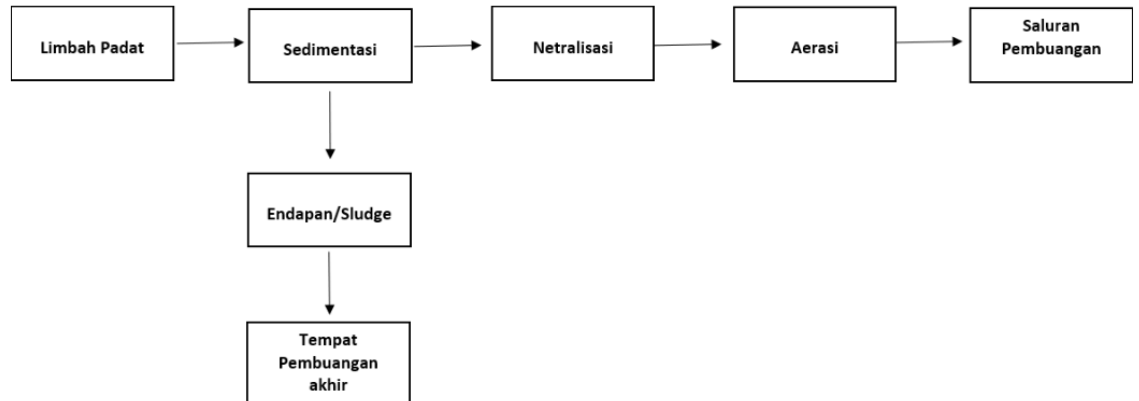 Limbah Padat
Sedimentasi
Netralisasi
Aerasi
Saluran
Pembuangan
Endapan/Sludge
Tempat
Pembuangan
akhir